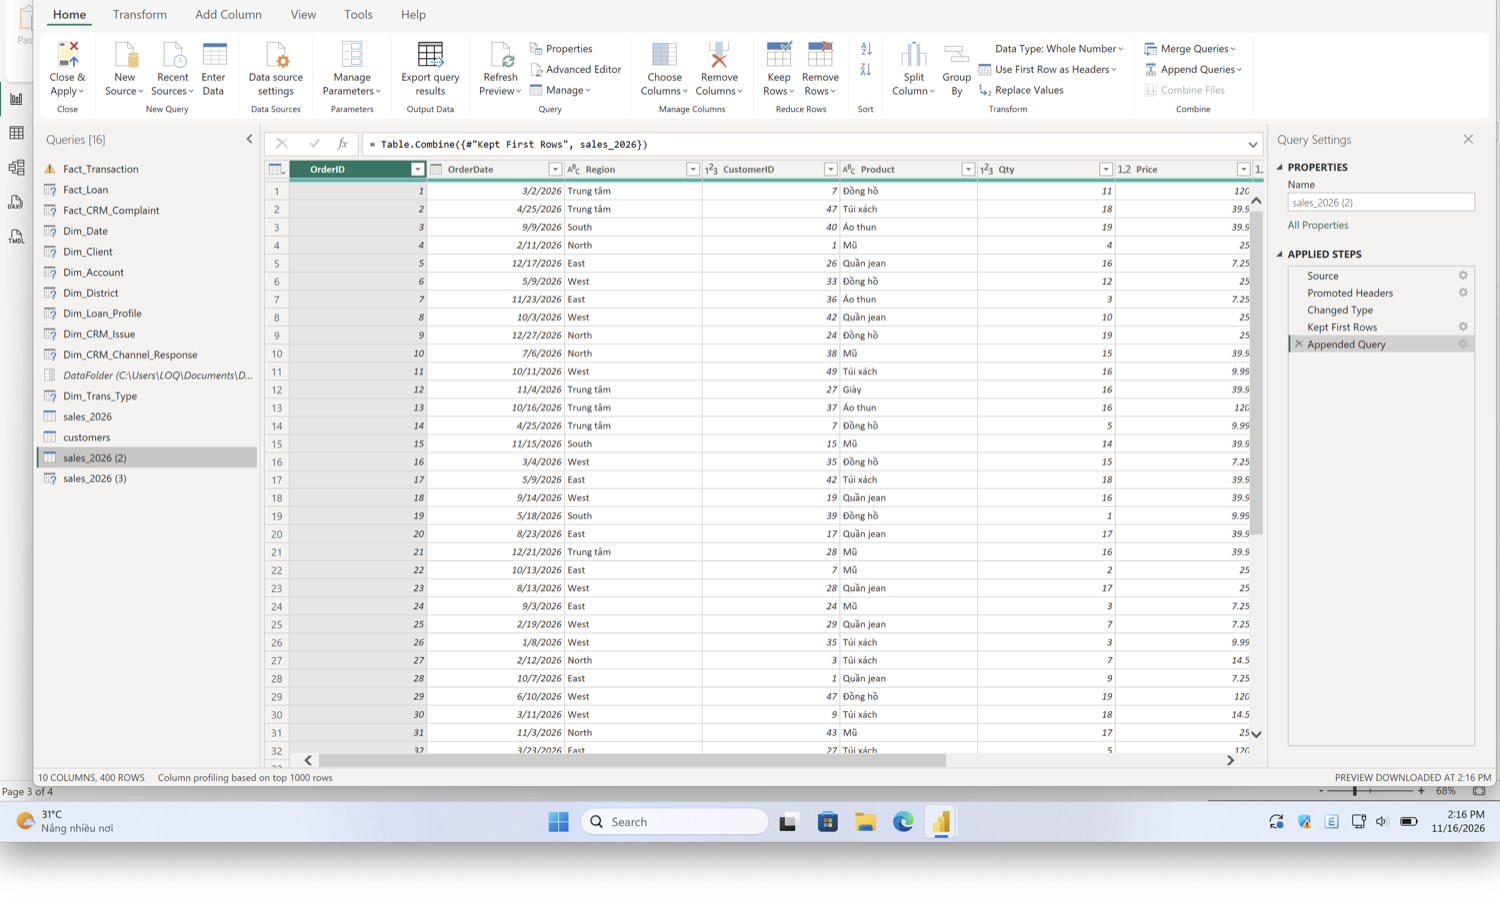 Home Transform Add Column View Tools Help
Close & Apply
New Source
Recent Sources
Enter Data
Data source settings
Manage Parameters
Export query results
Refresh Preview
Properties
Advanced Editor
Manage
Choose Columns
Remove Columns
Keep Rows
Remove Rows
Split Column
Group By
Data Type: Whole Number
Use First Row as Headers
Replace Values
Merge Queries
Append Queries
Combine Files
Close New Query Data Sources Parameters Output Data Query Manage Columns Reduce Rows Sort Transform Combine
Queries [16]
Fact_Transaction
Fact_Loan
Fact_CRM_Complaint
Dim_Date
Dim_Client
Dim_Account
Dim_District
Dim_Loan_Profile
Dim_CRM_Issue
Dim_CRM_Channel_Response
DataFolder (C:\Users\LOQ\Documents\D...
Dim_Trans_Type
sales_2026
customers
sales_2026 (2)
sales_2026 (3)
= Table.Combine({#"Kept First Rows", sales_2026})
OrderID OrderDate Region CustomerID Product Qty Price
1 1 3/2/2026 Trung tâm 7 Đồng hồ 11 120
2 2 4/25/2026 Trung tâm 47 Túi xách 18 39.9
3 3 9/9/2026 South 40 Áo thun 19 39.9
4 4 2/11/2026 North 1 Mũ 4 25
5 5 12/17/2026 East 26 Quần jean 16 7.25
6 6 5/9/2026 West 33 Đồng hồ 12 25
7 7 11/23/2026 East 36 Áo thun 3 7.25
8 8 10/3/2026 West 42 Quần jean 10 25
9 9 12/27/2026 North 24 Đồng hồ 19 25
10 10 7/6/2026 North 38 Mũ 15 39.9
11 11 10/11/2026 West 49 Túi xách 16 9.99
12 12 11/4/2026 Trung tâm 27 Giày 16 39.9
13 13 10/16/2026 Trung tâm 37 Áo thun 16 120
14 14 4/25/2026 Trung tâm 7 Đồng hồ 5 9.99
15 15 11/15/2026 South 15 Mũ 14 39.9
16 16 3/4/2026 West 35 Đồng hồ 15 7.25
17 17 5/9/2026 East 42 Túi xách 18 39.9
18 18 9/14/2026 West 19 Quần jean 16 39.9
19 19 5/18/2026 South 39 Đồng hồ 1 9.99
20 20 8/23/2026 East 17 Quần jean 17 39.9
21 21 12/21/2026 Trung tâm 28 Mũ 16 39.9
22 22 10/13/2026 East 7 Mũ 2 25
23 23 8/13/2026 West 28 Quần jean 17 25
24 24 9/3/2026 East 24 Mũ 3 7.25
25 25 2/19/2026 West 29 Quần jean 7 7.25
26 26 1/8/2026 West 35 Túi xách 3 9.99
27 27 2/12/2026 North 3 Túi xách 7 14.5
28 28 10/7/2026 East 1 Quần jean 9 7.25
29 29 6/10/2026 West 47 Đồng hồ 19 120
30 30 3/11/2026 West 9 Túi xách 18 14.5
31 31 11/3/2026 North 43 Mũ 17 25
32 32 3/23/2026 East 27 Túi xách 5 120
Query Settings
PROPERTIES
Name
sales_2026 (2)
All Properties
APPLIED STEPS
Source
Promoted Headers
Changed Type
Kept First Rows
Appended Query
10 COLUMNS, 400 ROWS Column profiling based on top 1000 rows PREVIEW DOWNLOADED AT 2:16 PM
Page 3 of 4 68%
31°C
Nắng nhiều nơi
Search
2:16 PM
11/16/2026